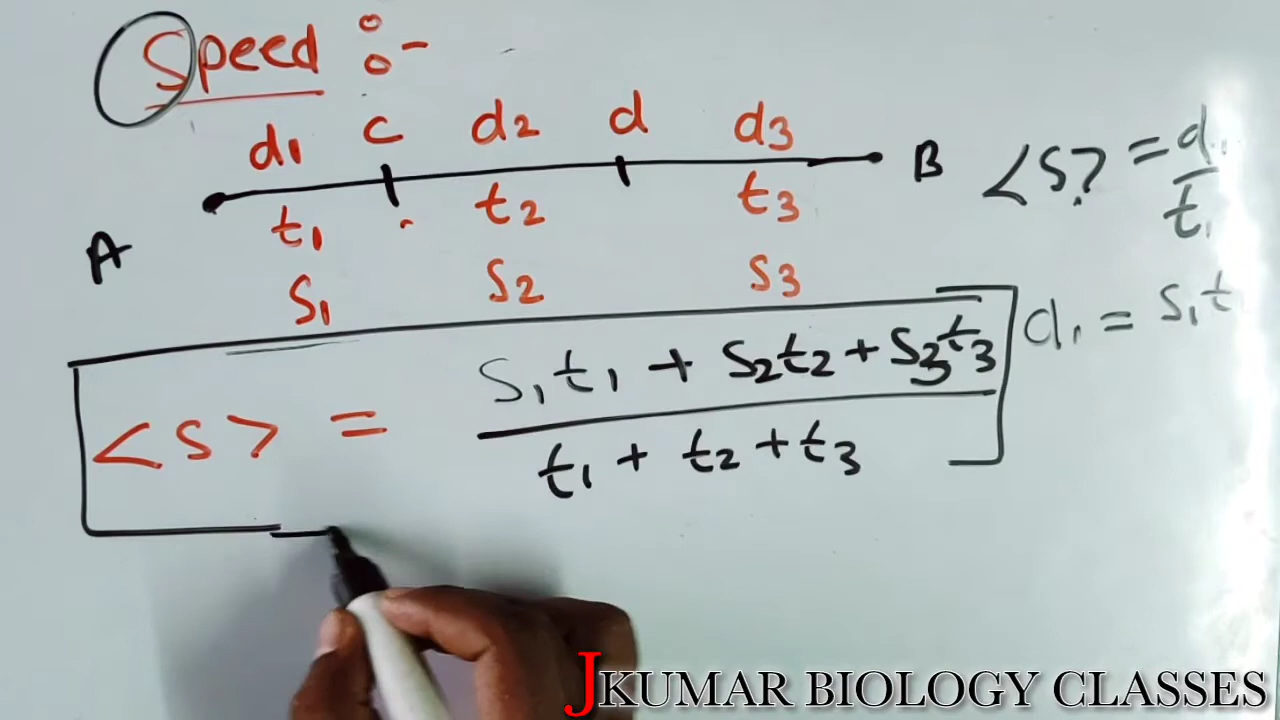 Speed :-
d1 c d2 d d3
A t1 t2 t3 B
S1 S2 S3
<S> = d1/t1
d1 = S1t1
<S> = S1t1 + S2t2 + S3t3
t1 + t2 + t3
JKUMAR BIOLOGY CLASSES